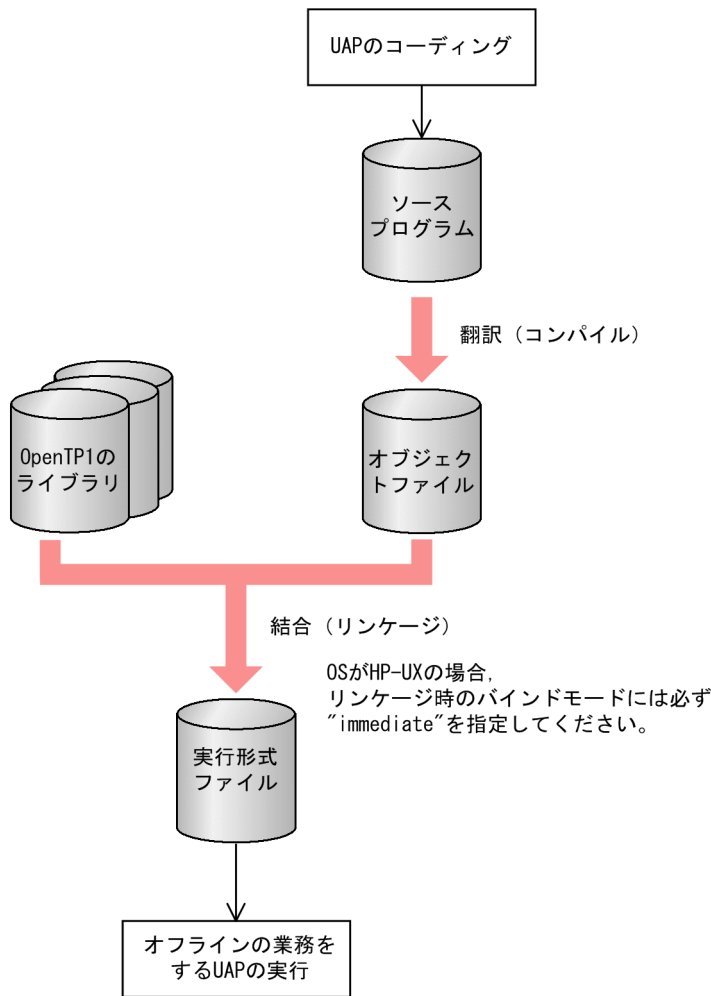 UAPのコーディング
ソース
プログラム
翻訳（コンパイル）
OpenTP1の
ライブラリ
オブジェク
トファイル
結合（リンケージ）
OSがHP-UXの場合,
リンケージ時のバインドモードには必ず
"immediate"を指定してください。
実行形式
ファイル
オフラインの業務を
するUAPの実行